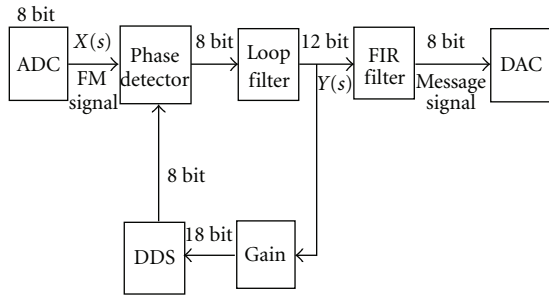 8 bit
ADC
X(s)
FM
signal
Phase
detector
8 bit
Loop
filter
12 bit
Y(s)
FIR
filter
8 bit
Message
signal
DAC
8 bit
DDS
18 bit
Gain